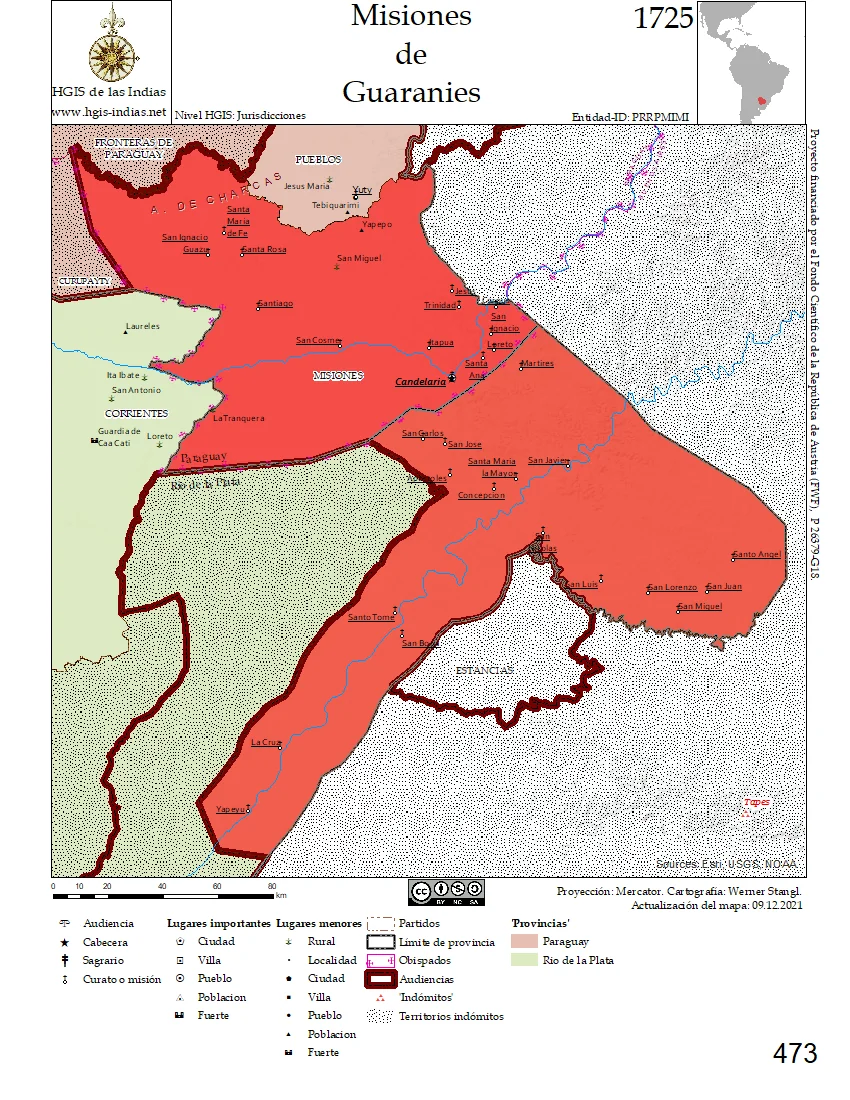 Misiones
de
Guaranies
1725
HGIS de las Indias
www.hgis-indias.net
Nivel HGIS: Jurisdicciones
Entidad-ID: PRRPMIMI
FRONTERAS DE
PARAGUAY
PUEBLOS
Jesus Maria
Yuty
A. DE CHARCAS
Tebiquarimi
Santa
Maria
de Fe
Yapepo
San Ignacio
Guazu
Santa Rosa
San Miguel
CURUPAYTY
Santiago
Trinidad
San
Ignacio
Laureles
San Cosme
Itapua
Loreto
Santa
Ana
Martires
Ita Ibate
MISIONES
Candelaria
San Antonio
CORRIENTES
La Tranquera
Guardia de
Caa Cati
Loreto
San Carlos
San Jose
Paraguay
Rio de la Plata
Santa Maria
la Mayor
San Javier
Concepcion
Santo Angel
San Luis
San Lorenzo
San Juan
San Miguel
Santo Tome
San Borja
ESTANCIAS
La Cruz
Yapeyu
Tapes
Sources: Esri, USGS, NOAA
Proyecto financiado por el Fondo Científico de la República de Austria (FWF), P 26379-G18
0 10 20 40 60 80
km
CC BY NC SA
Proyección: Mercator. Cartografía: Werner Stangl.
Actualización del mapa: 09.12.2021
Audiencia
Cabecera
Sagrario
Curato o misión
Lugares importantes
Ciudad
Villa
Pueblo
Poblacion
Fuerte
Lugares menores
Rural
Localidad
Ciudad
Villa
Pueblo
Poblacion
Fuerte
Partidos
Límite de provincia
Obispados
Audiencias
'Indómitos'
Territorios indómitos
'Provincias'
Paraguay
Rio de la Plata
473